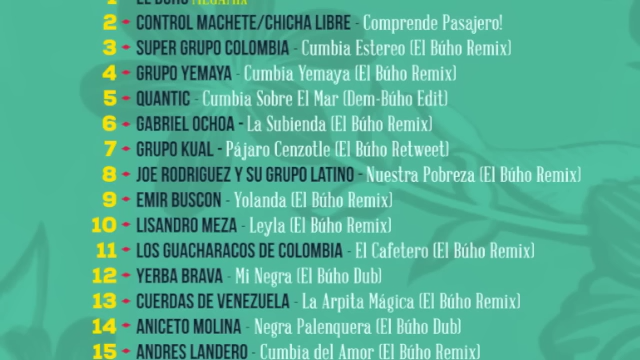 1 EL BÚHO MEGAMIX
2 CONTROL MACHETE/CHICHA LIBRE - Comprende Pasajero!
3 SUPER GRUPO COLOMBIA - Cumbia Estereo (El Búho Remix)
4 GRUPO YEMAYA - Cumbia Yemaya (El Búho Remix)
5 QUANTIC - Cumbia Sobre El Mar (Dem-Búho Edit)
6 GABRIEL OCHOA - La Subienda (El Búho Remix)
7 GRUPO KUAL - Pájaro Cenzotle (El Búho Retweet)
8 JOE RODRIGUEZ Y SU GRUPO LATINO - Nuestra Pobreza (El Búho Remix)
9 EMIR BUSCON - Yolanda (El Búho Remix)
10 LISANDRO MEZA - Leyla (El Búho Remix)
11 LOS GUACHARACOS DE COLOMBIA - El Cafetero (El Búho Remix)
12 YERBA BRAVA - Mi Negra (El Búho Dub)
13 CUERDAS DE VENEZUELA - La Arpita Mágica (El Búho Remix)
14 ANICETO MOLINA - Negra Palenquera (El Búho Dub)
15 ANDRES LANDERO - Cumbia del Amor (El Búho Remix)